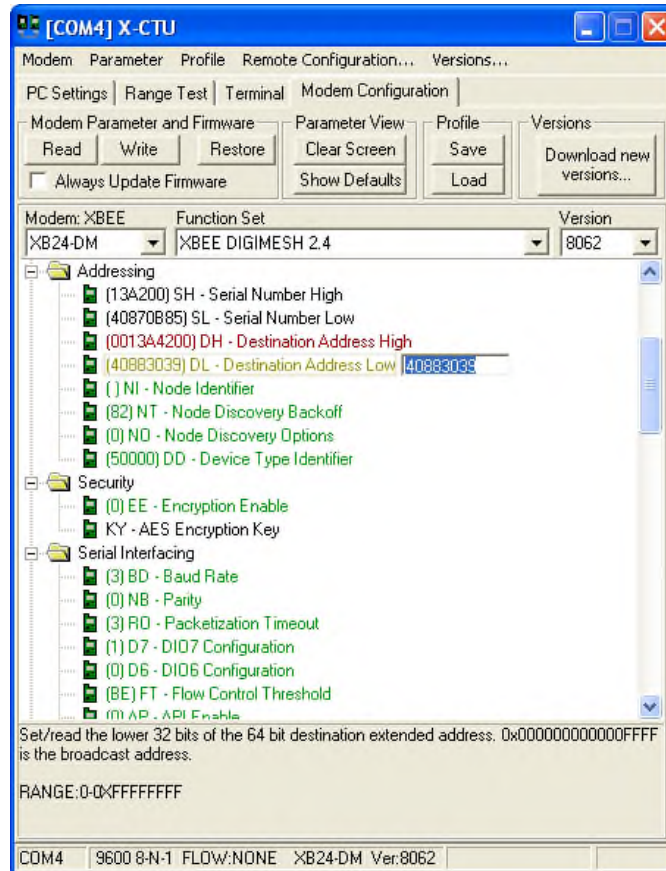 [COM4] X-CTU
Modem Parameter Profile Remote Configuration... Versions...
PC Settings Range Test Terminal Modem Configuration
Modem Parameter and Firmware Parameter View Profile Versions
Read Write Restore Clear Screen Save Download new versions...
Always Update Firmware Show Defaults Load
Modem: XBEE Function Set Version
XB24-DM XBEE DIGIMESH 2.4 8062
Addressing
(13A200) SH - Serial Number High
(40870B85) SL - Serial Number Low
(0013A4200) DH - Destination Address High
(40883039) DL - Destination Address Low 40883039
( ) NI - Node Identifier
(82) NT - Node Discovery Backoff
(0) NO - Node Discovery Options
(50000) DD - Device Type Identifier
Security
(0) EE - Encryption Enable
KY - AES Encryption Key
Serial Interfacing
(3) BD - Baud Rate
(0) NB - Parity
(3) RO - Packetization Timeout
(1) D7 - DIO7 Configuration
(0) D6 - DIO6 Configuration
(BE) FT - Flow Control Threshold
(0) AP - API Enable
Set/read the lower 32 bits of the 64 bit destination extended address. 0x000000000000FFFF
is the broadcast address.
RANGE:0-0XFFFFFFFF
COM4 9600 8-N-1 FLOW:NONE XB24-DM Ver:8062